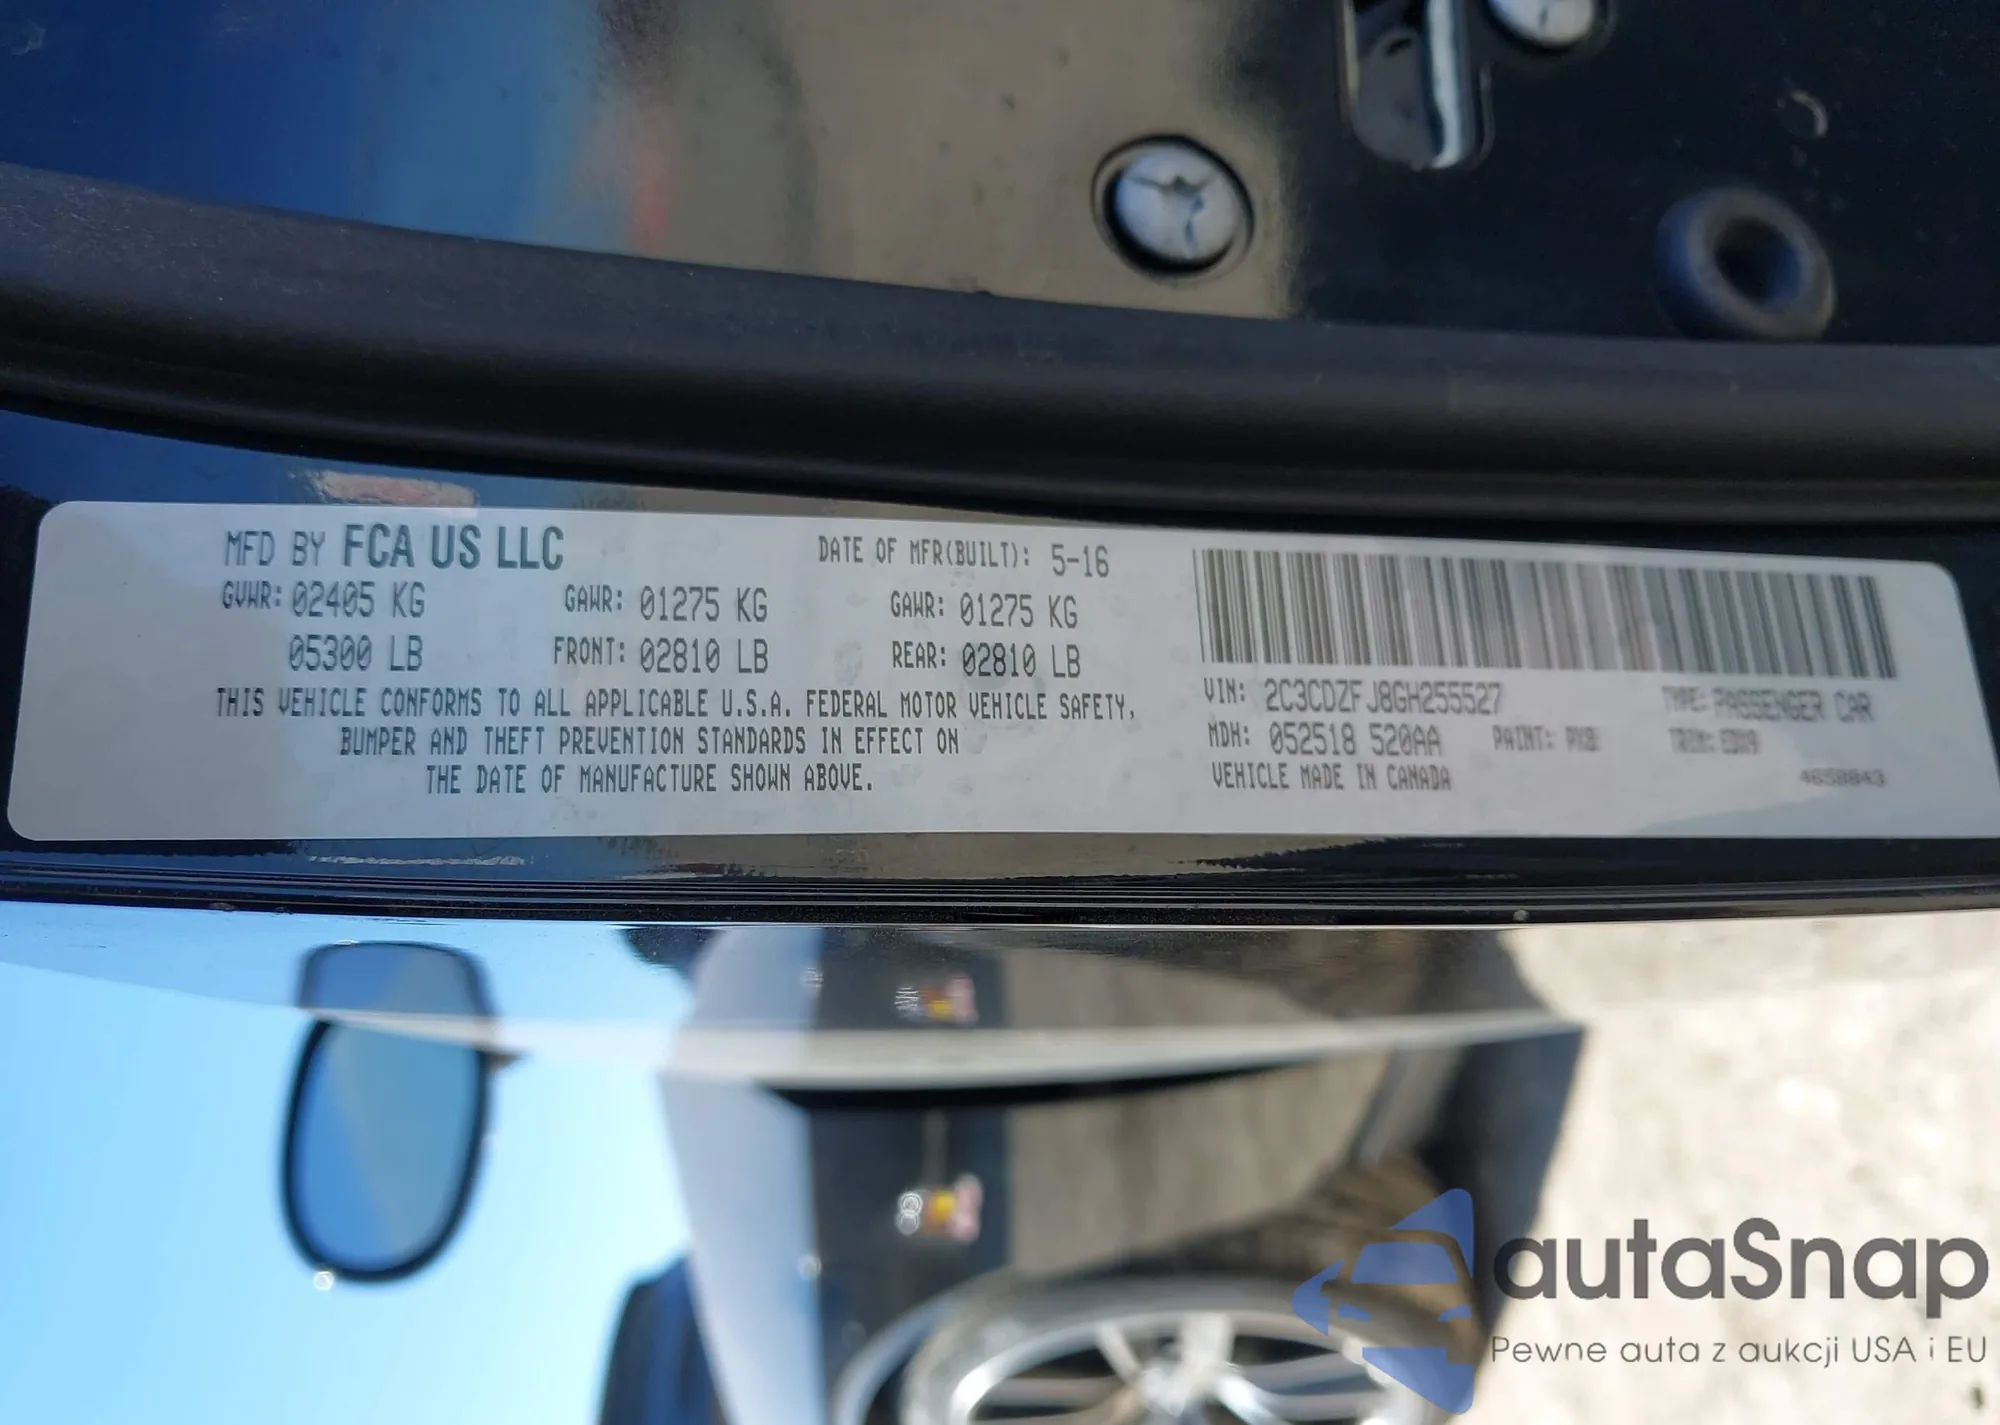 MFD BY FCA US LLC DATE OF MFR(BUILT): 5-16
GVWR: 02405 KG GAWR: 01275 KG GAWR: 01275 KG
05300 LB FRONT: 02810 LB REAR: 02810 LB
THIS VEHICLE CONFORMS TO ALL APPLICABLE U.S.A. FEDERAL MOTOR VEHICLE SAFETY,
BUMPER AND THEFT PREVENTION STANDARDS IN EFFECT ON
THE DATE OF MANUFACTURE SHOWN ABOVE.
VIN: 2C3CDZFJ8GH255527 TYPE: PASSENGER CAR
MDH: 052518 520AA PAINT: TRIM:
VEHICLE MADE IN CANADA
autaSnap
Pewne auta z aukcji USA i EU